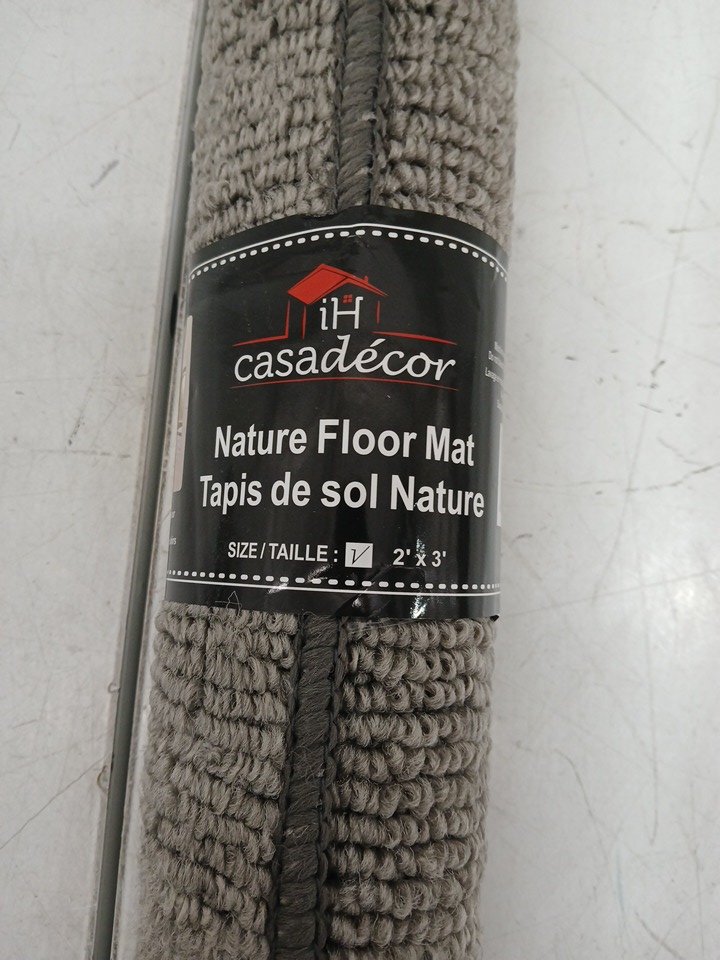 iH
casadécor
Nature Floor Mat
Tapis de sol Nature
SIZE / TAILLE : 2' x 3'